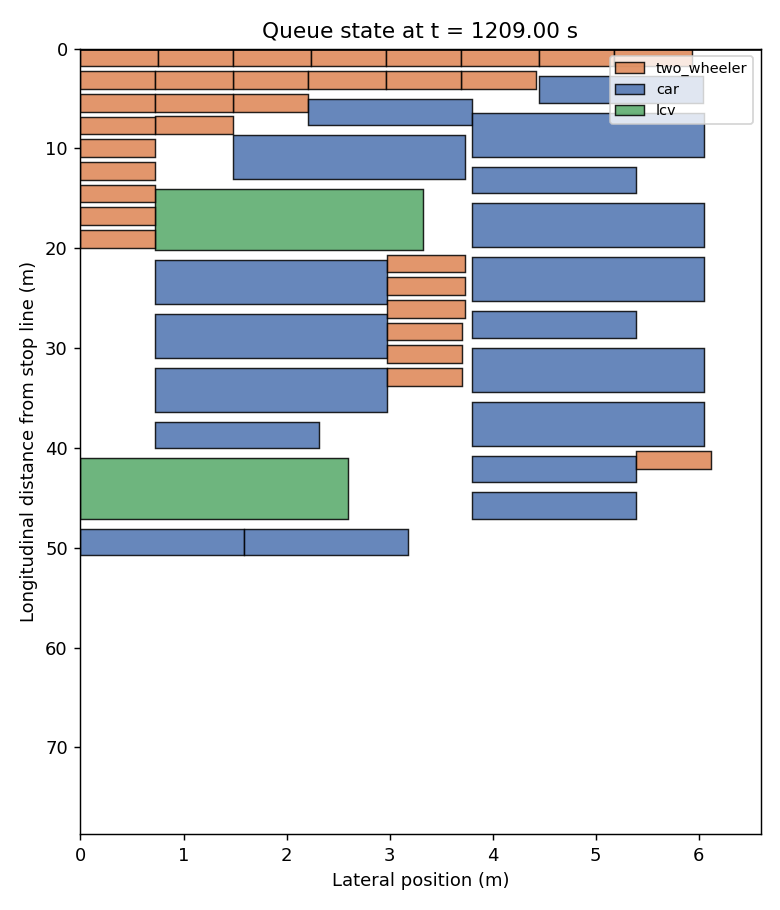 Queue state at t = 1209.00 s
0
10
20
30
40
50
60
70
Longitudinal distance from stop line (m)
two_wheeler
car
lcv
0 1 2 3 4 5 6
Lateral position (m)